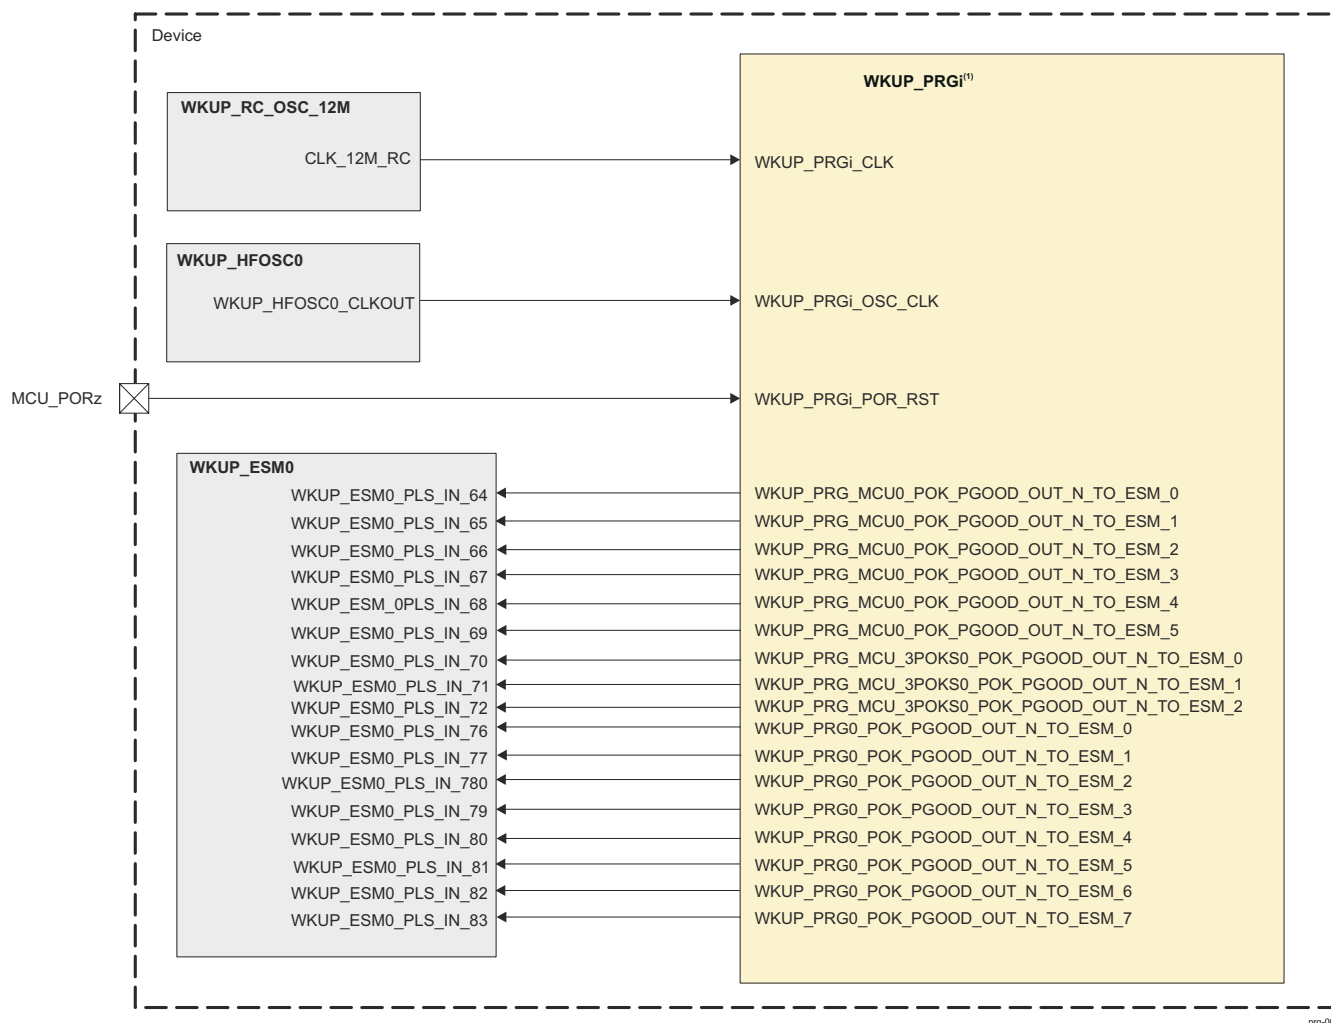 Device
WKUP_PRGi(1)
WKUP_RC_OSC_12M
CLK_12M_RC
WKUP_PRGi_CLK
WKUP_HFOSC0
WKUP_HFOSC0_CLKOUT
WKUP_PRGi_OSC_CLK
MCU_PORz
WKUP_PRGi_POR_RST
WKUP_ESM0
WKUP_ESM0_PLS_IN_64 WKUP_PRG_MCU0_POK_PGOOD_OUT_N_TO_ESM_0
WKUP_ESM0_PLS_IN_65 WKUP_PRG_MCU0_POK_PGOOD_OUT_N_TO_ESM_1
WKUP_ESM0_PLS_IN_66 WKUP_PRG_MCU0_POK_PGOOD_OUT_N_TO_ESM_2
WKUP_ESM0_PLS_IN_67 WKUP_PRG_MCU0_POK_PGOOD_OUT_N_TO_ESM_3
WKUP_ESM_0PLS_IN_68 WKUP_PRG_MCU0_POK_PGOOD_OUT_N_TO_ESM_4
WKUP_ESM0_PLS_IN_69 WKUP_PRG_MCU0_POK_PGOOD_OUT_N_TO_ESM_5
WKUP_ESM0_PLS_IN_70 WKUP_PRG_MCU_3POKS0_POK_PGOOD_OUT_N_TO_ESM_0
WKUP_ESM0_PLS_IN_71 WKUP_PRG_MCU_3POKS0_POK_PGOOD_OUT_N_TO_ESM_1
WKUP_ESM0_PLS_IN_72 WKUP_PRG_MCU_3POKS0_POK_PGOOD_OUT_N_TO_ESM_2
WKUP_ESM0_PLS_IN_76 WKUP_PRG0_POK_PGOOD_OUT_N_TO_ESM_0
WKUP_ESM0_PLS_IN_77 WKUP_PRG0_POK_PGOOD_OUT_N_TO_ESM_1
WKUP_ESM0_PLS_IN_780 WKUP_PRG0_POK_PGOOD_OUT_N_TO_ESM_2
WKUP_ESM0_PLS_IN_79 WKUP_PRG0_POK_PGOOD_OUT_N_TO_ESM_3
WKUP_ESM0_PLS_IN_80 WKUP_PRG0_POK_PGOOD_OUT_N_TO_ESM_4
WKUP_ESM0_PLS_IN_81 WKUP_PRG0_POK_PGOOD_OUT_N_TO_ESM_5
WKUP_ESM0_PLS_IN_82 WKUP_PRG0_POK_PGOOD_OUT_N_TO_ESM_6
WKUP_ESM0_PLS_IN_83 WKUP_PRG0_POK_PGOOD_OUT_N_TO_ESM_7